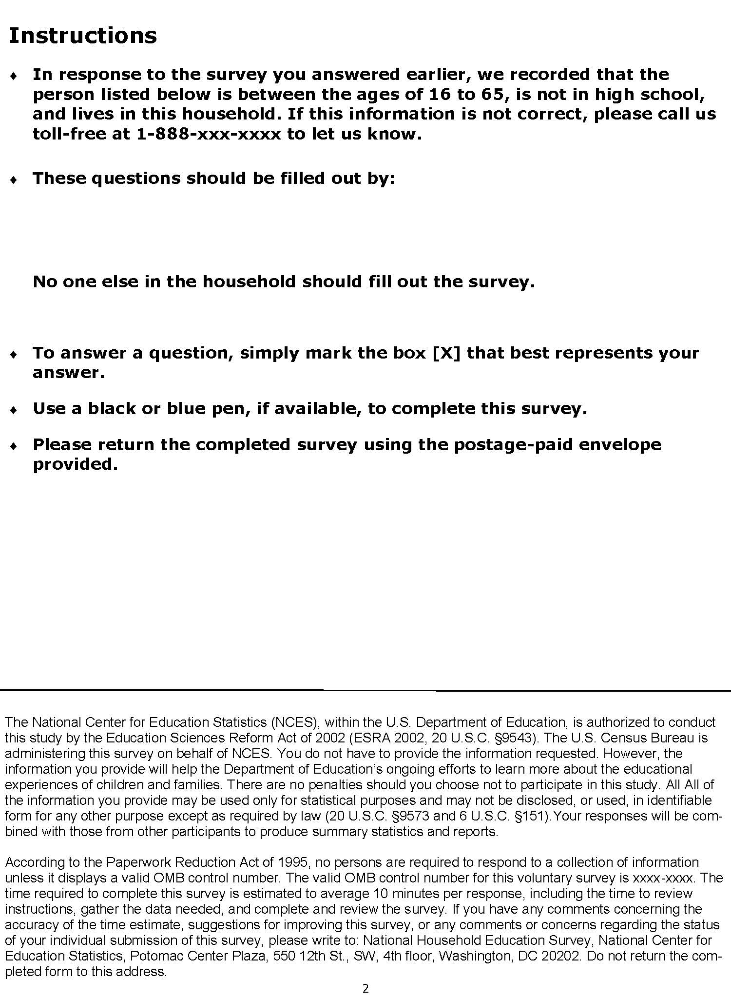 Instructions
♦ In response to the survey you answered earlier, we recorded that the
person listed below is between the ages of 16 to 65, is not in high school,
and lives in this household. If this information is not correct, please call us
toll-free at 1-888-xxx-xxxx to let us know.
♦ These questions should be filled out by:
No one else in the household should fill out the survey.
♦ To answer a question, simply mark the box [X] that best represents your
answer.
♦ Use a black or blue pen, if available, to complete this survey.
♦ Please return the completed survey using the postage-paid envelope
provided.
The National Center for Education Statistics (NCES), within the U.S. Department of Education, is authorized to conduct
this study by the Education Sciences Reform Act of 2002 (ESRA 2002, 20 U.S.C. §9543). The U.S. Census Bureau is
administering this survey on behalf of NCES. You do not have to provide the information requested. However, the
information you provide will help the Department of Education’s ongoing efforts to learn more about the educational
experiences of children and families. There are no penalties should you choose not to participate in this study. All All of
the information you provide may be used only for statistical purposes and may not be disclosed, or used, in identifiable
form for any other purpose except as required by law (20 U.S.C. §9573 and 6 U.S.C. §151).Your responses will be com-
bined with those from other participants to produce summary statistics and reports.
According to the Paperwork Reduction Act of 1995, no persons are required to respond to a collection of information
unless it displays a valid OMB control number. The valid OMB control number for this voluntary survey is xxxx-xxxx. The
time required to complete this survey is estimated to average 10 minutes per response, including the time to review
instructions, gather the data needed, and complete and review the survey. If you have any comments concerning the
accuracy of the time estimate, suggestions for improving this survey, or any comments or concerns regarding the status
of your individual submission of this survey, please write to: National Household Education Survey, National Center for
Education Statistics, Potomac Center Plaza, 550 12th St., SW, 4th floor, Washington, DC 20202. Do not return the com-
pleted form to this address.
2